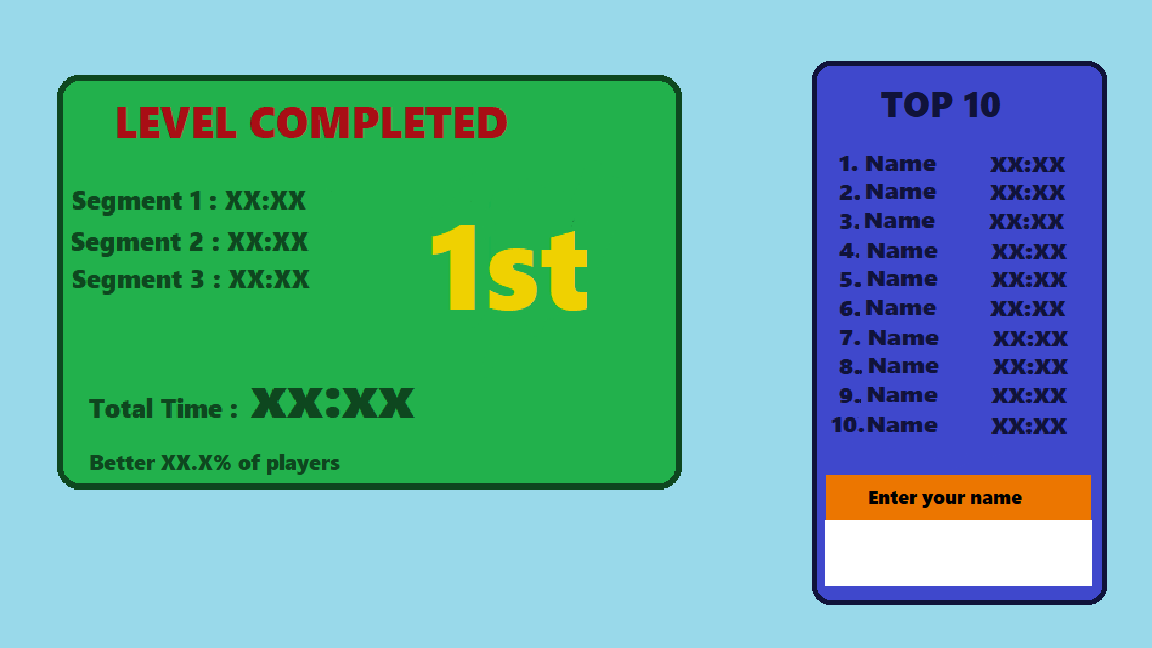 LEVEL COMPLETED
Segment 1 : XX:XX
Segment 2 : XX:XX
Segment 3 : XX:XX
1st
Total Time : XX:XX
Better XX.X% of players
TOP 10
1. Name XX:XX
2. Name XX:XX
3. Name XX:XX
4. Name XX:XX
5. Name XX:XX
6. Name XX:XX
7. Name XX:XX
8. Name XX:XX
9. Name XX:XX
10. Name XX:XX
Enter your name